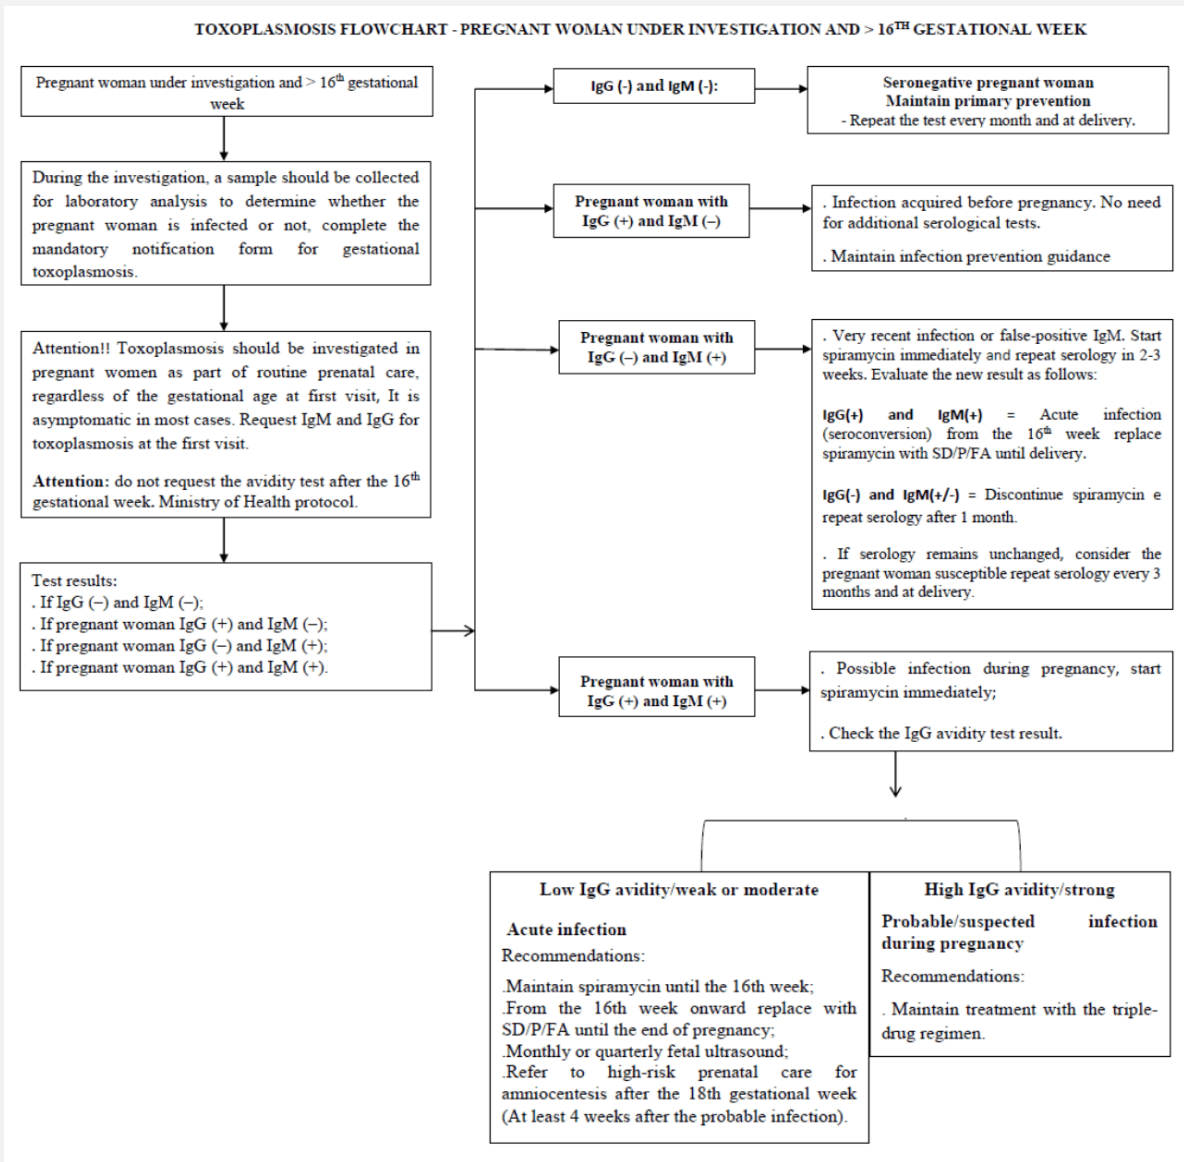 TOXOPLASMOSIS FLOWCHART - PREGNANT WOMAN UNDER INVESTIGATION AND > 16TH GESTATIONAL WEEK
Pregnant woman under investigation and > 16th gestational
week
During the investigation, a sample should be collected
for laboratory analysis to determine whether the
pregnant woman is infected or not, complete the
mandatory notification form for gestational
toxoplasmosis.
Attention!! Toxoplasmosis should be investigated in
pregnant women as part of routine prenatal care,
regardless of the gestational age at first visit, It is
asymptomatic in most cases. Request IgM and IgG for
toxoplasmosis at the first visit.
Attention: do not request the avidity test after the 16th
gestational week. Ministry of Health protocol.
Test results:
. If IgG (–) and IgM (–);
. If pregnant woman IgG (+) and IgM (–);
. If pregnant woman IgG (–) and IgM (+);
. If pregnant woman IgG (+) and IgM (+).
IgG (-) and IgM (-):
Seronegative pregnant woman
Maintain primary prevention
- Repeat the test every month and at delivery.
Pregnant woman with
IgG (+) and IgM (–)
. Infection acquired before pregnancy. No need
for additional serological tests.
. Maintain infection prevention guidance
Pregnant woman with
IgG (–) and IgM (+)
. Very recent infection or false-positive IgM. Start
spiramycin immediately and repeat serology in 2-3
weeks. Evaluate the new result as follows:
IgG(+) and IgM(+) = Acute infection
(seroconversion) from the 16th week replace
spiramycin with SD/P/FA until delivery.
IgG(-) and IgM(+/-) = Discontinue spiramycin e
repeat serology after 1 month.
. If serology remains unchanged, consider the
pregnant woman susceptible repeat serology every 3
months and at delivery.
Pregnant woman with
IgG (+) and IgM (+)
. Possible infection during pregnancy, start
spiramycin immediately;
. Check the IgG avidity test result.
Low IgG avidity/weak or moderate
Acute infection
Recommendations:
.Maintain spiramycin until the 16th week;
.From the 16th week onward replace with
SD/P/FA until the end of pregnancy;
.Monthly or quarterly fetal ultrasound;
.Refer to high-risk prenatal care for
amniocentesis after the 18th gestational week
(At least 4 weeks after the probable infection).
High IgG avidity/strong
Probable/suspected infection
during pregnancy
Recommendations:
. Maintain treatment with the triple-
drug regimen.